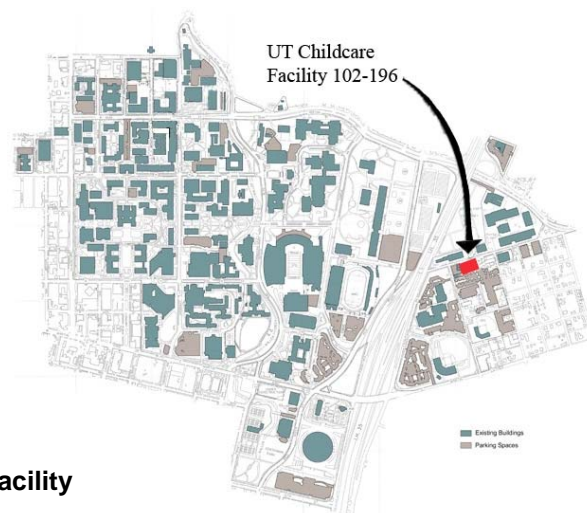 UT Childcare
Facility 102-196
Existing Buildings
Parking Spaces
acility